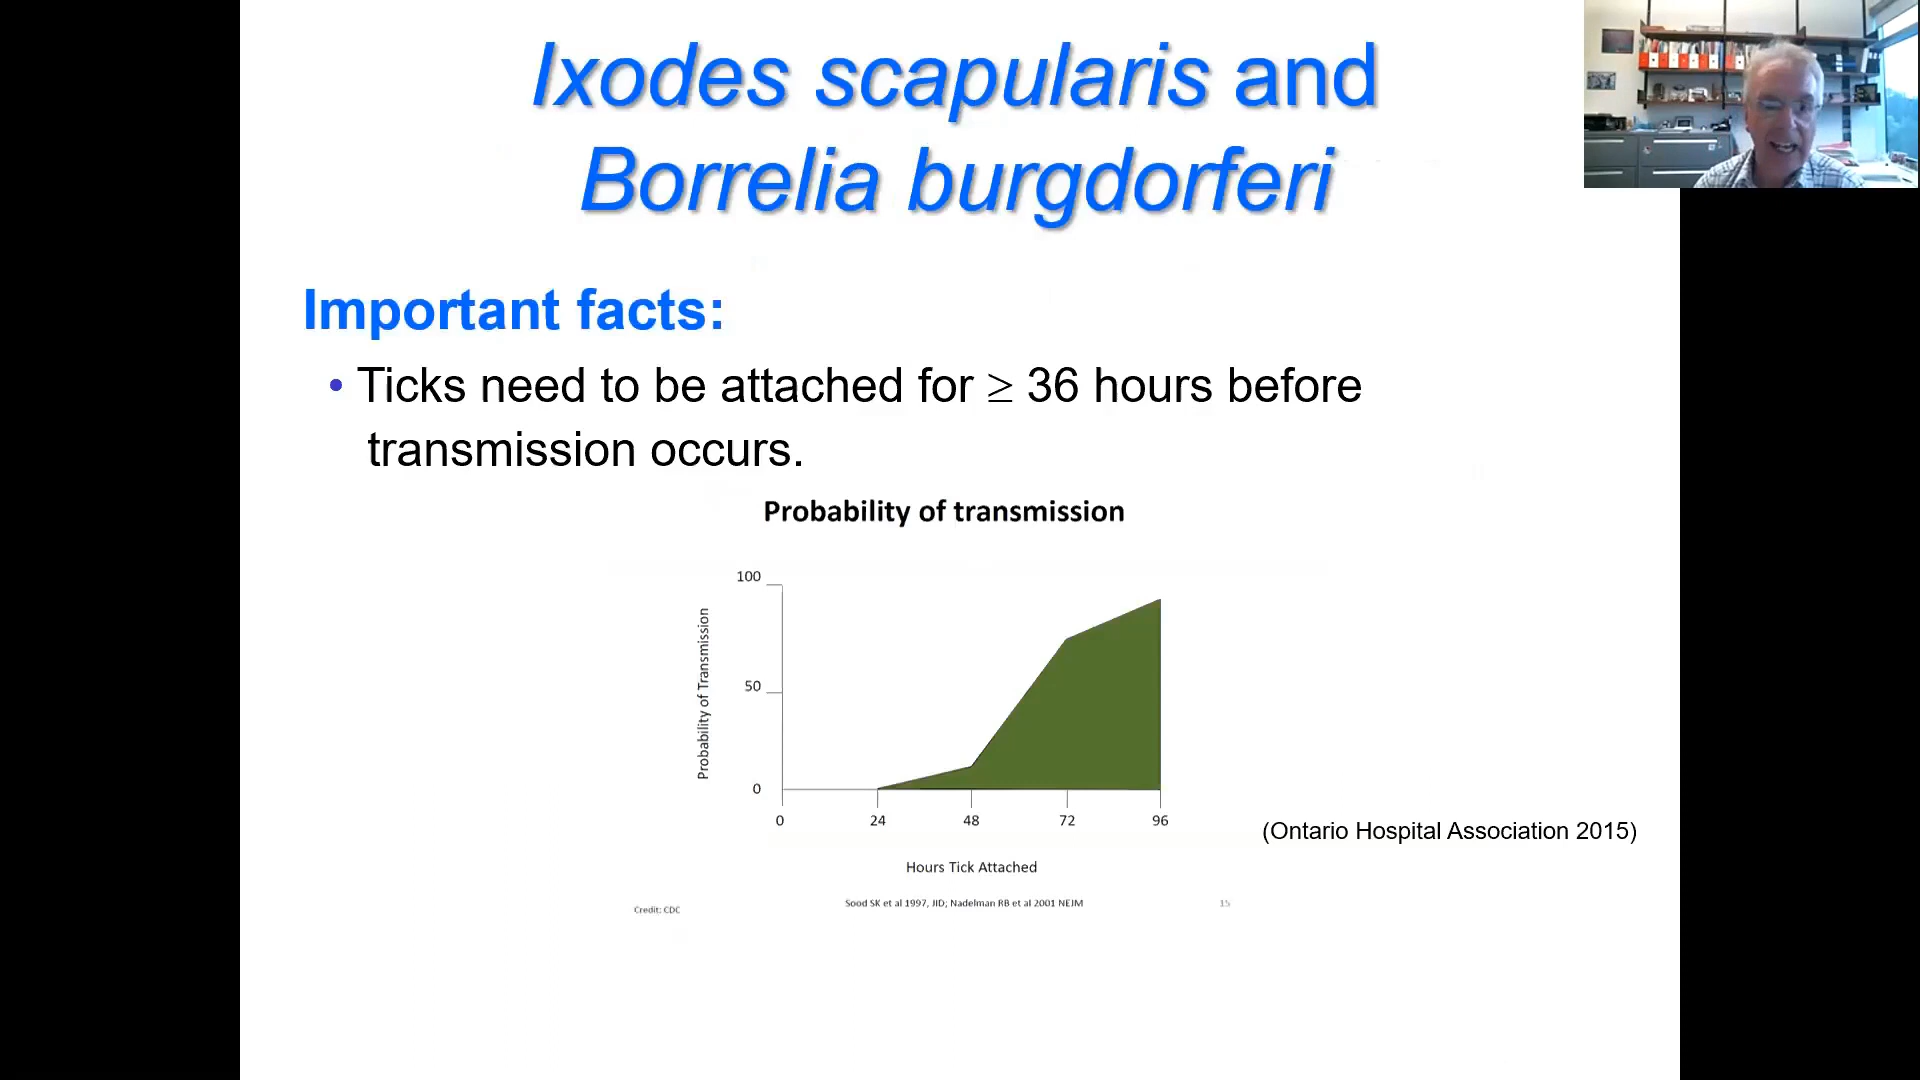 Ixodes scapularis and
Borrelia burgdorferi
Important facts:
• Ticks need to be attached for ≥ 36 hours before
transmission occurs.
Probability of transmission
100
50
0
Probability of Transmission
0 24 48 72 96
Hours Tick Attached
(Ontario Hospital Association 2015)
Credit: CDC
Sood SK et al 1997, JID; Nadelman RB et al 2001 NEJM
15